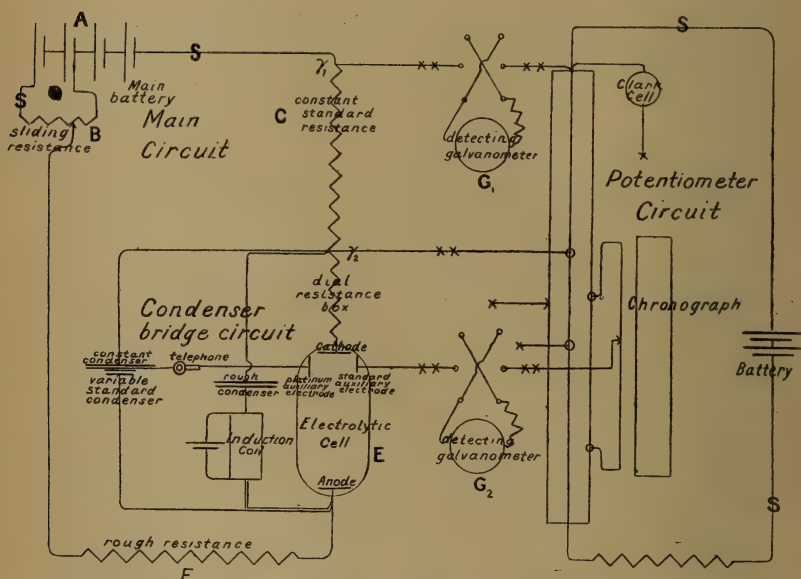 A
S
S
γ₁
Main
battery
S
B
sliding
resistance
Main
Circuit
C
constant
standard
resistance
detecting
galvanometer
G₁
Clark
Cell
Potentiometer
Circuit
γ₂
dial
resistance
box
Condenser
bridge circuit
Chronograph
constant
condenser
telephone
variable
standard
condenser
rough
condenser
Cathode
platinum
auxiliary
electrode
standard
auxiliary
electrode
Induction
Coil
Electrolytic
Cell
E
Anode
detecting
galvanometer
G₂
Battery
S
rough resistance
F